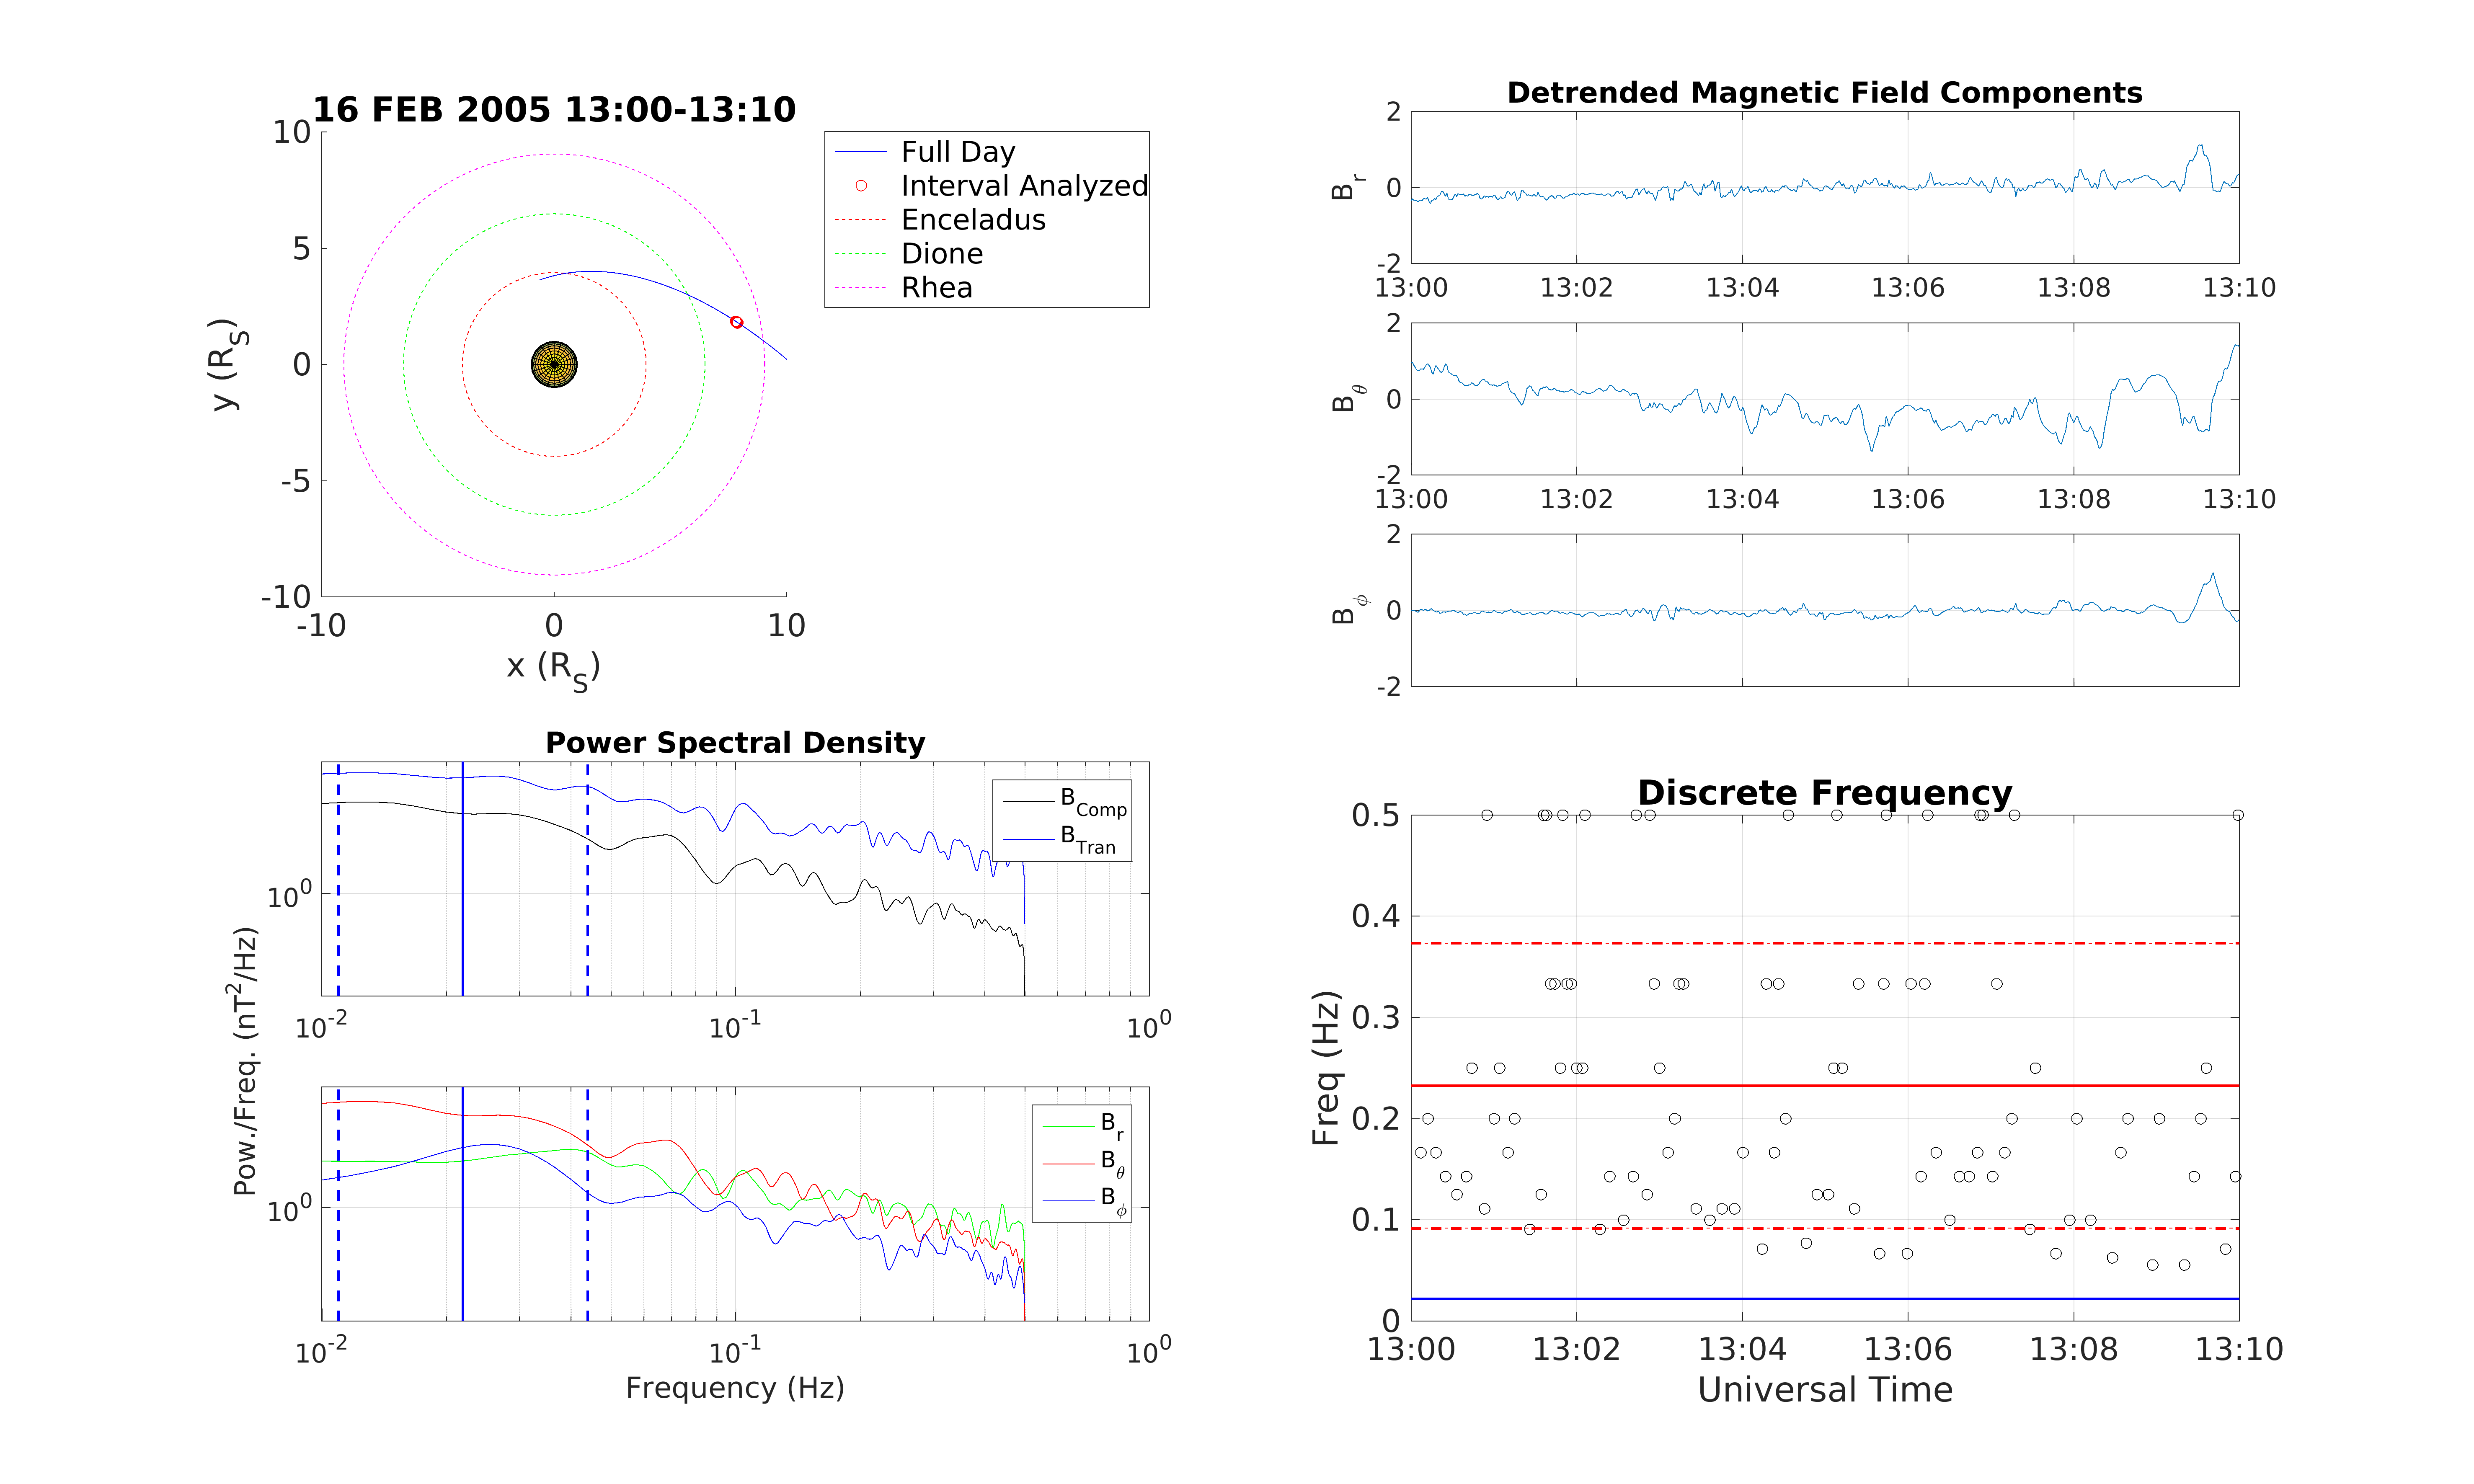 16 FEB 2005 13:00-13:10
10
5
0
-5
-10
-10 0 10
y (R_S)
x (R_S)
Full Day
Interval Analyzed
Enceladus
Dione
Rhea
Detrended Magnetic Field Components
2
0
-2
B_r
13:00 13:02 13:04 13:06 13:08 13:10
2
0
-2
B_θ
13:00 13:02 13:04 13:06 13:08 13:10
2
0
-2
B_ϕ
Power Spectral Density
B_Comp
B_Tran
10^0
10^-2 10^-1 10^0
Pow./Freq. (nT^2/Hz)
B_r
B_θ
B_ϕ
10^0
10^-2 10^-1 10^0
Frequency (Hz)
Discrete Frequency
0.5
0.4
0.3
0.2
0.1
0
Freq (Hz)
13:00 13:02 13:04 13:06 13:08 13:10
Universal Time